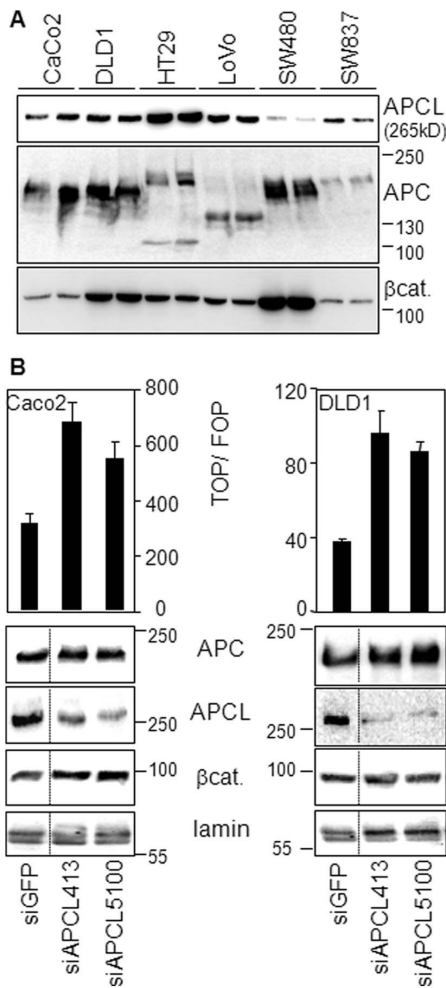 A
CaCo2
DLD1
HT29
LoVo
SW480
SW837
APCL
(265kD)
250
APC
130
100
βcat.
100
B
Caco2
800
600
400
200
0
TOP/ FOP
120
80
40
0
DLD1
250
APC
250
250
APCL
250
100
βcat.
100
lamin
55
55
siGFP
siAPCL413
siAPCL5100
siGFP
siAPCL413
siAPCL5100